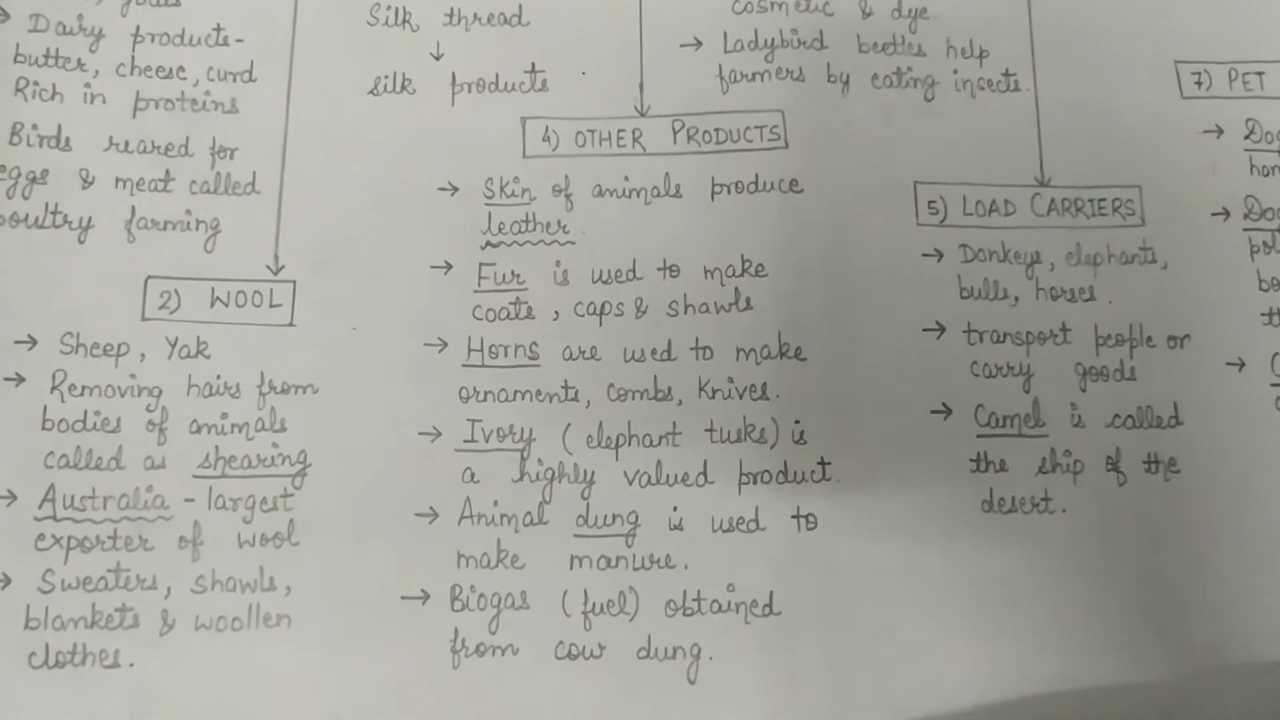 Dairy products-
butter, cheese, curd
Rich in proteins
Birds reared for
eggs & meat called
poultry farming
2) WOOL
→ Sheep, Yak
→ Removing hairs from
bodies of animals
called as shearing
→ Australia - largest
exporter of wool
→ Sweaters, shawls,
blankets & woollen
clothes.
Silk thread
↓
silk products
cosmetic & dye
→ Ladybird beetles help
farmers by eating insects.
4) OTHER PRODUCTS
→ Skin of animals produce
leather.
→ Fur is used to make
coats, caps & shawls
→ Horns are used to make
ornaments, combs, Knives.
→ Ivory (elephant tusks) is
a highly valued product.
→ Animal dung is used to
make manure.
→ Biogas (fuel) obtained
from cow dung.
5) LOAD CARRIERS
→ Donkeys, elephants,
bulls, horses.
→ transport people or
carry goods
→ Camel is called
the ship of the
desert.
7) PET